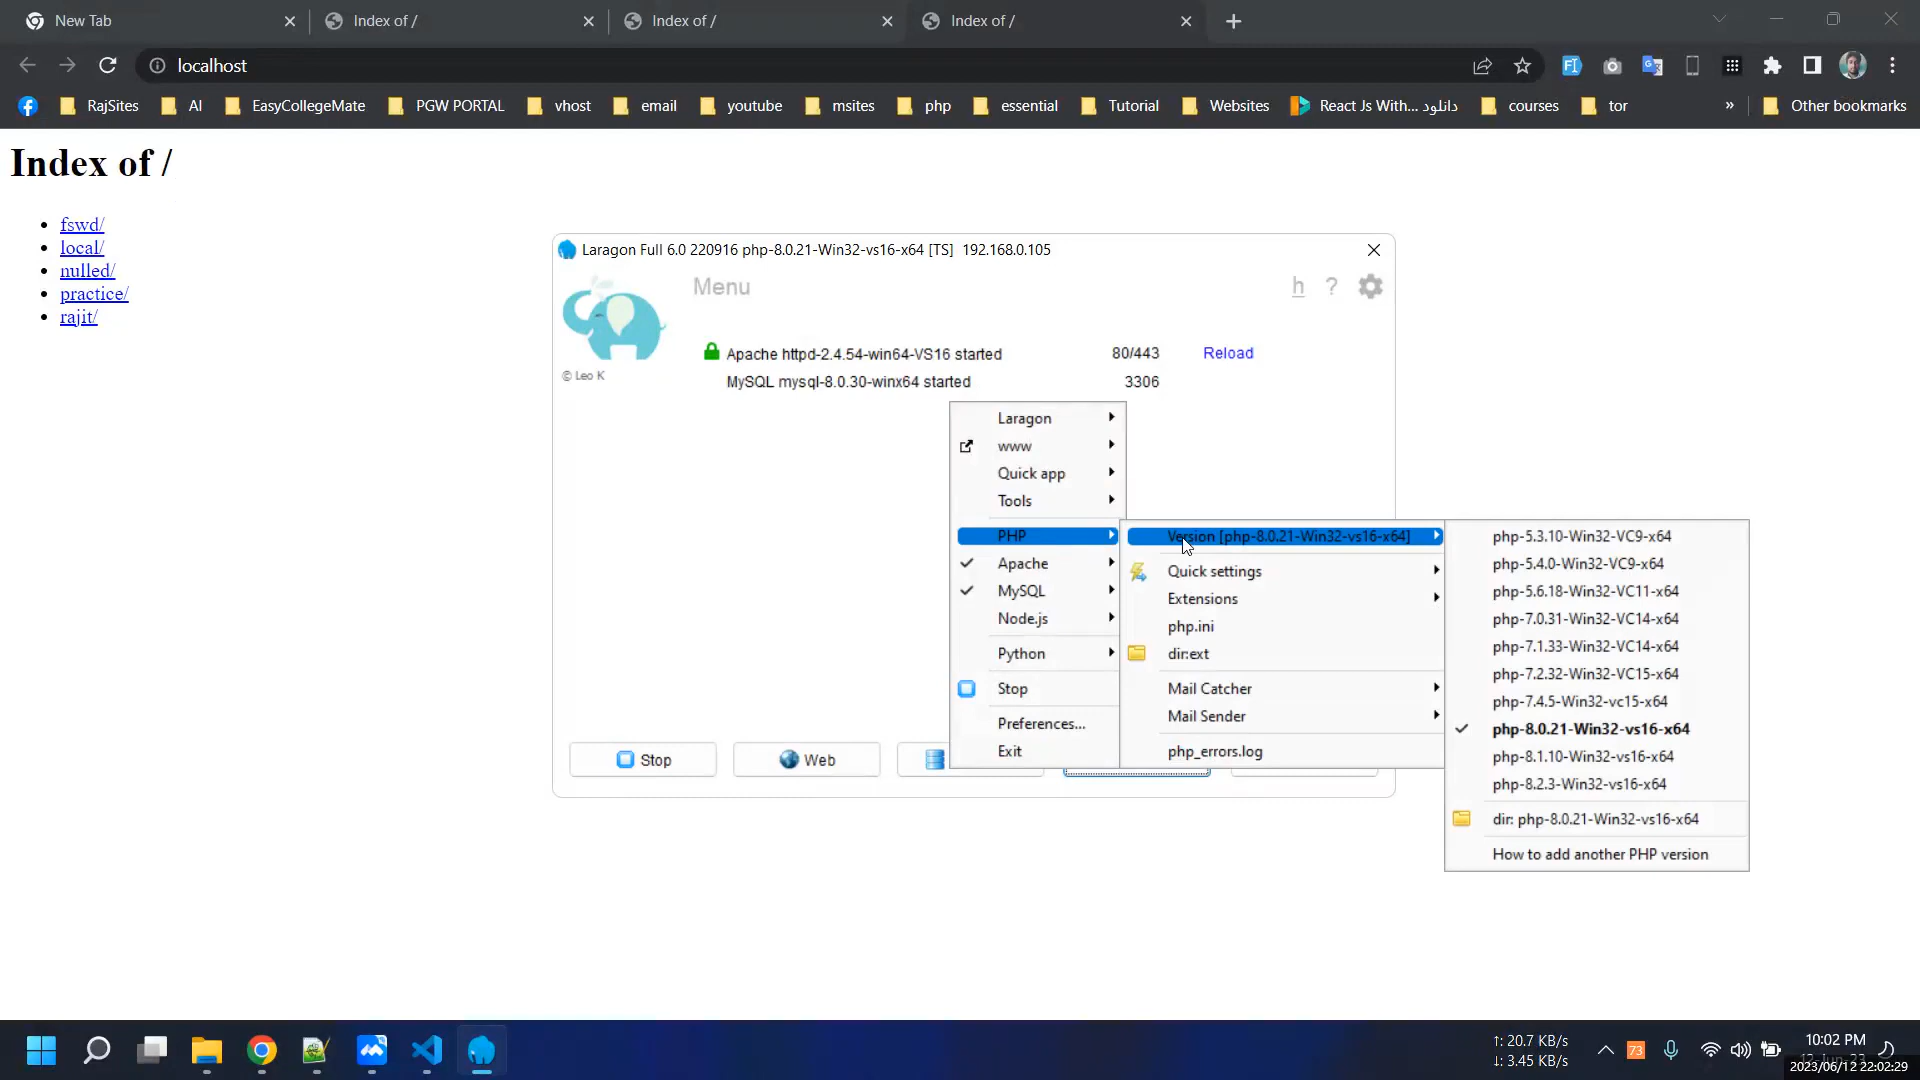 New Tab
Index of /
Index of /
Index of /
localhost
RajSites
AI
EasyCollegeMate
PGW PORTAL
vhost
email
youtube
msites
php
essential
Tutorial
Websites
React Js With... دانلود
courses
tor
»
Other bookmarks
Index of /
fswd/
local/
nulled/
practice/
rajit/
Laragon Full 6.0 220916 php-8.0.21-Win32-vs16-x64 [TS] 192.168.0.105
Menu
h
?
© Leo K
Apache httpd-2.4.54-win64-VS16 started 80/443 Reload
MySQL mysql-8.0.30-winx64 started 3306
Laragon
www
Quick app
Tools
PHP
Apache
MySQL
Node.js
Python
Stop
Preferences...
Exit
Version [php-8.0.21-Win32-vs16-x64]
Quick settings
Extensions
php.ini
dir:ext
Mail Catcher
Mail Sender
php_errors.log
php-5.3.10-Win32-VC9-x64
php-5.4.0-Win32-VC9-x64
php-5.6.18-Win32-VC11-x64
php-7.0.31-Win32-VC14-x64
php-7.1.33-Win32-VC14-x64
php-7.2.32-Win32-VC15-x64
php-7.4.5-Win32-vc15-x64
php-8.0.21-Win32-vs16-x64
php-8.1.10-Win32-vs16-x64
php-8.2.3-Win32-vs16-x64
dir: php-8.0.21-Win32-vs16-x64
How to add another PHP version
Stop
Web
↑: 20.7 KB/s
↓: 3.45 KB/s
73
10:02 PM
12-Jun-23
2023/06/12 22:02:29